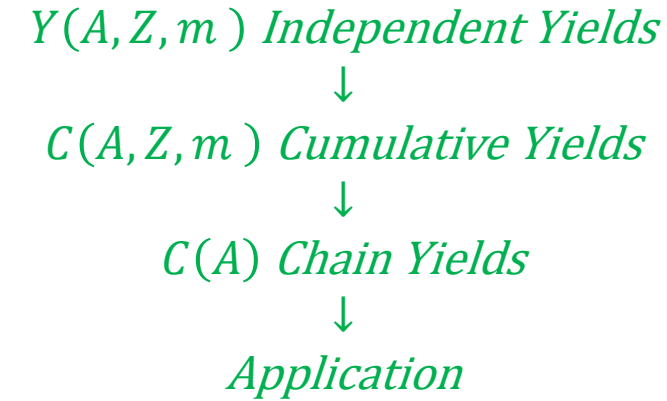 Y(A, Z, m ) Independent Yields
↓
C(A, Z, m ) Cumulative Yields
↓
C(A) Chain Yields
↓
Application